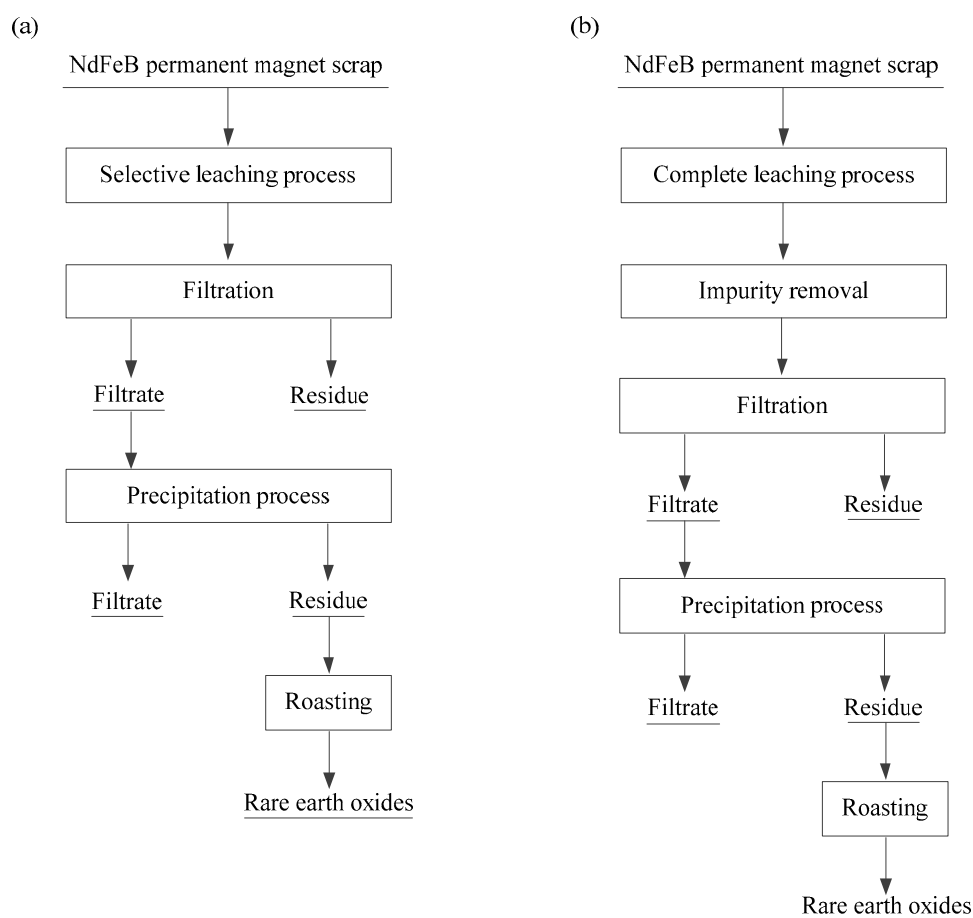 (a)
NdFeB permanent magnet scrap
Selective leaching process
Filtration
Filtrate
Residue
Precipitation process
Filtrate
Residue
Roasting
Rare earth oxides
(b)
NdFeB permanent magnet scrap
Complete leaching process
Impurity removal
Filtration
Filtrate
Residue
Precipitation process
Filtrate
Residue
Roasting
Rare earth oxides